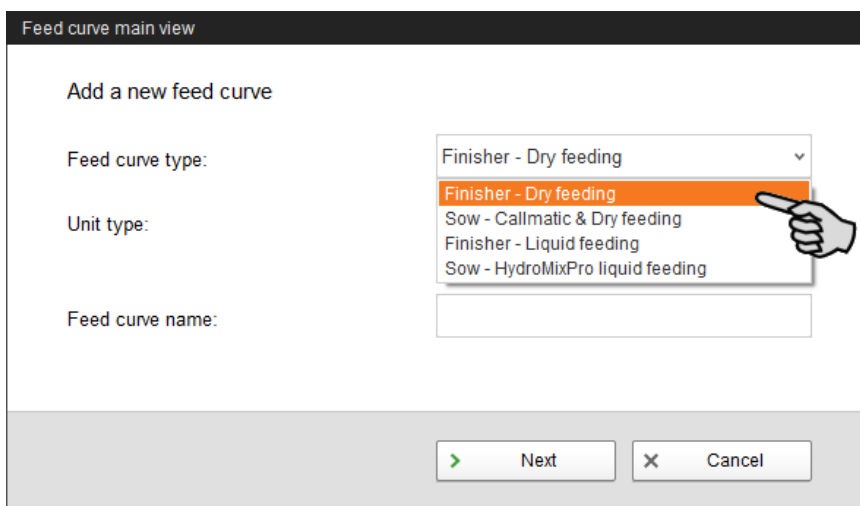 Feed curve main view
Add a new feed curve
Feed curve type:
Finisher - Dry feeding
Finisher - Dry feeding
Sow - Callmatic & Dry feeding
Finisher - Liquid feeding
Sow - HydroMixPro liquid feeding
Unit type:
Feed curve name:
Next
Cancel